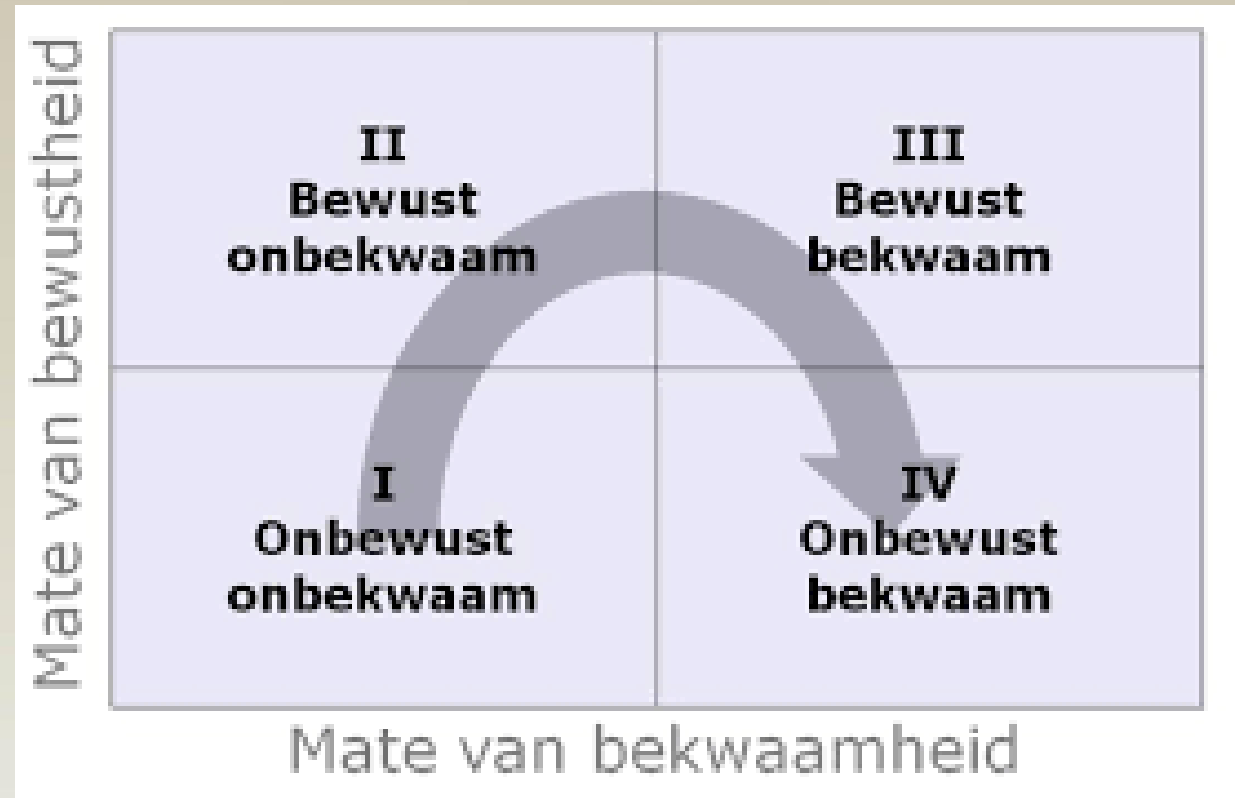 Mate van bewustheid
II
Bewust
onbekwaam
III
Bewust
bekwaam
I
Onbewust
onbekwaam
IV
Onbewust
bekwaam
Mate van bekwaamheid